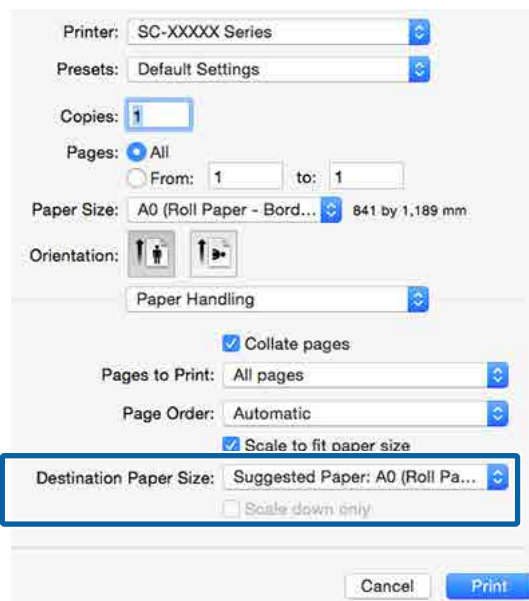 Printer: SC-XXXXX Series
Presets: Default Settings
Copies: 1
Pages: All
From: 1 to: 1
Paper Size: A0 (Roll Paper - Bord... 841 by 1,189 mm
Orientation:
Paper Handling
Collate pages
Pages to Print: All pages
Page Order: Automatic
Scale to fit paper size
Destination Paper Size: Suggested Paper: A0 (Roll Pa...
Scale down only
Cancel Print